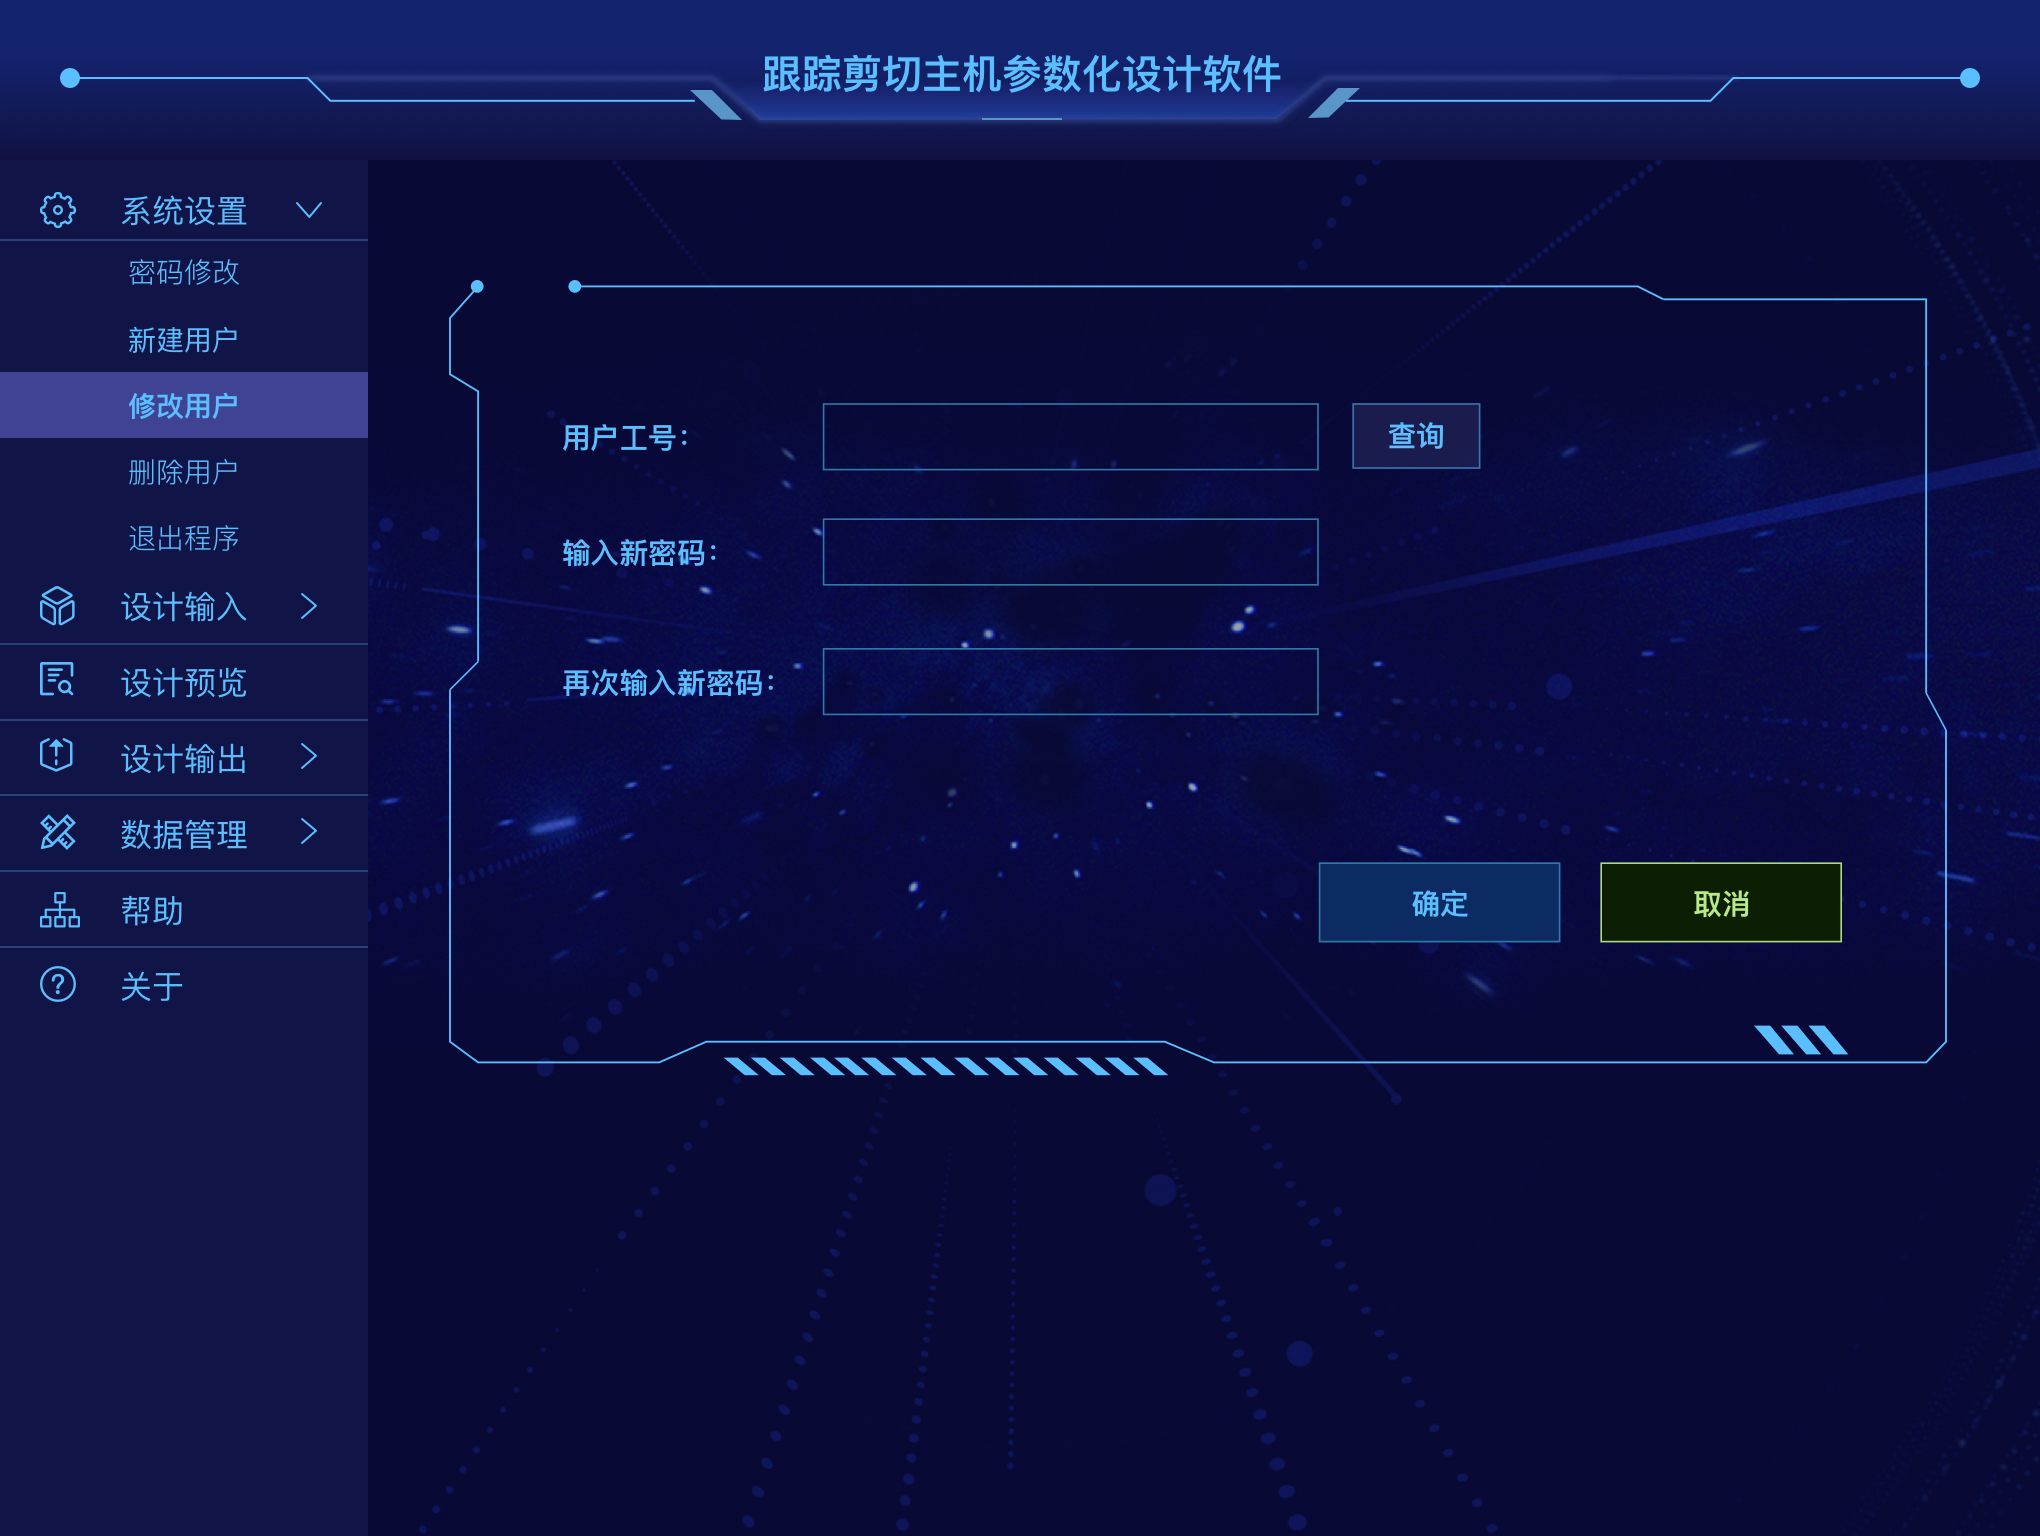 跟踪剪切主机参数化设计软件
系统设置
密码修改
新建用户
修改用户
删除用户
退出程序
设计输入
设计预览
设计输出
数据管理
帮助
关于
用户工号：
查询
输入新密码：
再次输入新密码：
确定
取消